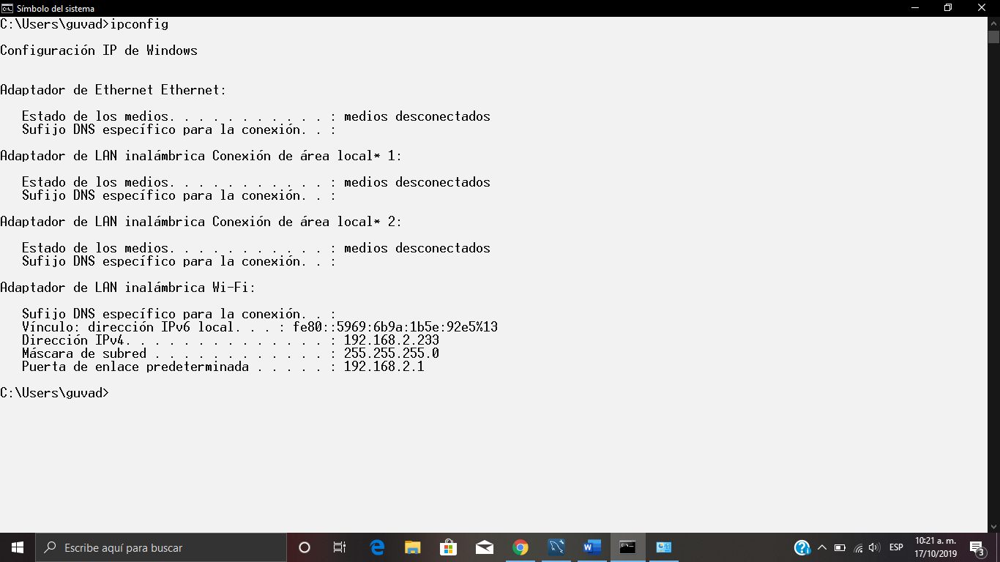 Símbolo del sistema
C:\Users\guvad>ipconfig
Configuración IP de Windows
Adaptador de Ethernet Ethernet:
Estado de los medios. . . . . . . . . . . : medios desconectados
Sufijo DNS específico para la conexión. . :
Adaptador de LAN inalámbrica Conexión de área local* 1:
Estado de los medios. . . . . . . . . . . : medios desconectados
Sufijo DNS específico para la conexión. . :
Adaptador de LAN inalámbrica Conexión de área local* 2:
Estado de los medios. . . . . . . . . . . : medios desconectados
Sufijo DNS específico para la conexión. . :
Adaptador de LAN inalámbrica Wi-Fi:
Sufijo DNS específico para la conexión. . :
Vínculo: dirección IPv6 local. . . : fe80::5969:6b9a:1b5e:92e5%13
Dirección IPv4. . . . . . . . . . . . . . : 192.168.2.233
Máscara de subred . . . . . . . . . . . . : 255.255.255.0
Puerta de enlace predeterminada . . . . . : 192.168.2.1
C:\Users\guvad>
Escribe aquí para buscar
ESP
10:21 a. m.
17/10/2019
3